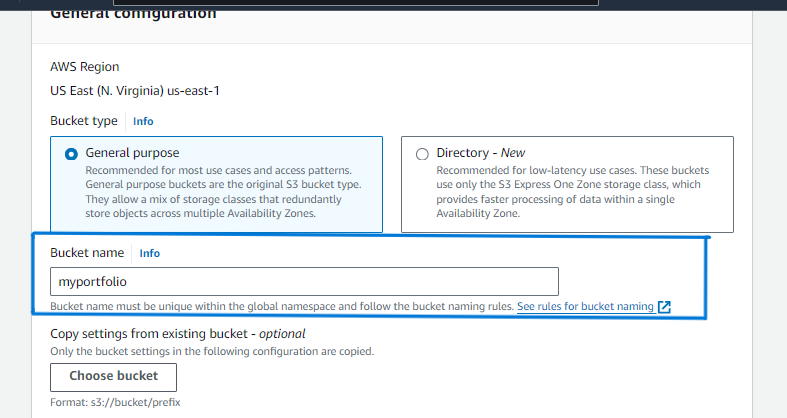 General configuration
AWS Region
US East (N. Virginia) us-east-1
Bucket type Info
General purpose
Recommended for most use cases and access patterns.
General purpose buckets are the original S3 bucket type.
They allow a mix of storage classes that redundantly
store objects across multiple Availability Zones.
Directory - New
Recommended for low-latency use cases. These buckets
use only the S3 Express One Zone storage class, which
provides faster processing of data within a single
Availability Zone.
Bucket name Info
myportfolio
Bucket name must be unique within the global namespace and follow the bucket naming rules. See rules for bucket naming
Copy settings from existing bucket - optional
Only the bucket settings in the following configuration are copied.
Choose bucket
Format: s3://bucket/prefix